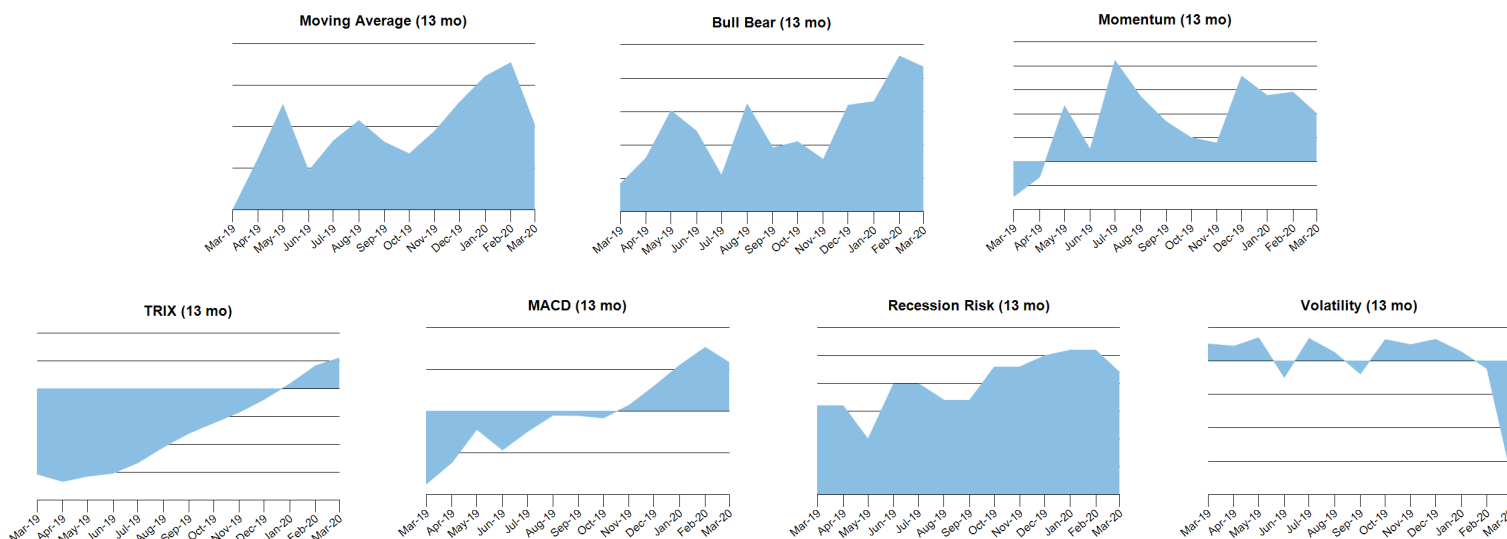 Moving Average (13 mo)
Mar-19 Apr-19 May-19 Jun-19 Jul-19 Aug-19 Sep-19 Oct-19 Nov-19 Dec-19 Jan-20 Feb-20 Mar-20
Bull Bear (13 mo)
Mar-19 Apr-19 May-19 Jun-19 Jul-19 Aug-19 Sep-19 Oct-19 Nov-19 Dec-19 Jan-20 Feb-20 Mar-20
Momentum (13 mo)
Mar-19 Apr-19 May-19 Jun-19 Jul-19 Aug-19 Sep-19 Oct-19 Nov-19 Dec-19 Jan-20 Feb-20 Mar-20
TRIX (13 mo)
Mar-19 Apr-19 May-19 Jun-19 Jul-19 Aug-19 Sep-19 Oct-19 Nov-19 Dec-19 Jan-20 Feb-20 Mar-20
MACD (13 mo)
Mar-19 Apr-19 May-19 Jun-19 Jul-19 Aug-19 Sep-19 Oct-19 Nov-19 Dec-19 Jan-20 Feb-20 Mar-20
Recession Risk (13 mo)
Mar-19 Apr-19 May-19 Jun-19 Jul-19 Aug-19 Sep-19 Oct-19 Nov-19 Dec-19 Jan-20 Feb-20 Mar-20
Volatility (13 mo)
Mar-19 Apr-19 May-19 Jun-19 Jul-19 Aug-19 Sep-19 Oct-19 Nov-19 Dec-19 Jan-20 Feb-20 Mar-20